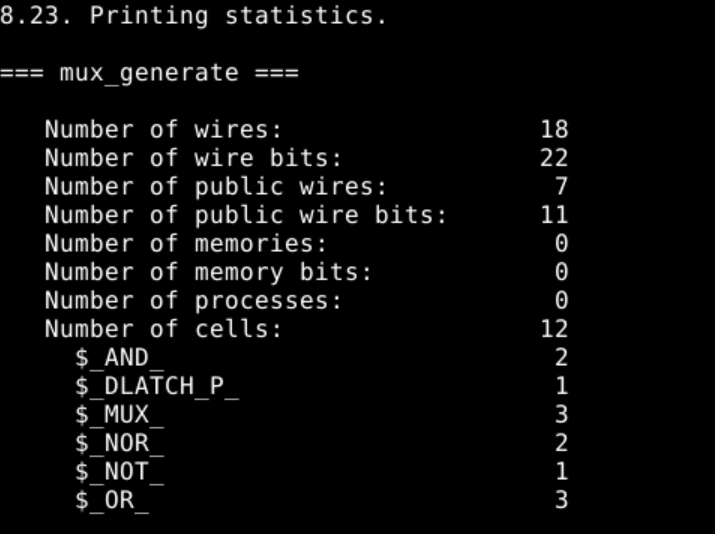 8.23. Printing statistics.
=== mux_generate ===
Number of wires: 18
Number of wire bits: 22
Number of public wires: 7
Number of public wire bits: 11
Number of memories: 0
Number of memory bits: 0
Number of processes: 0
Number of cells: 12
$_AND_ 2
$_DLATCH_P_ 1
$_MUX_ 3
$_NOR_ 2
$_NOT_ 1
$_OR_ 3